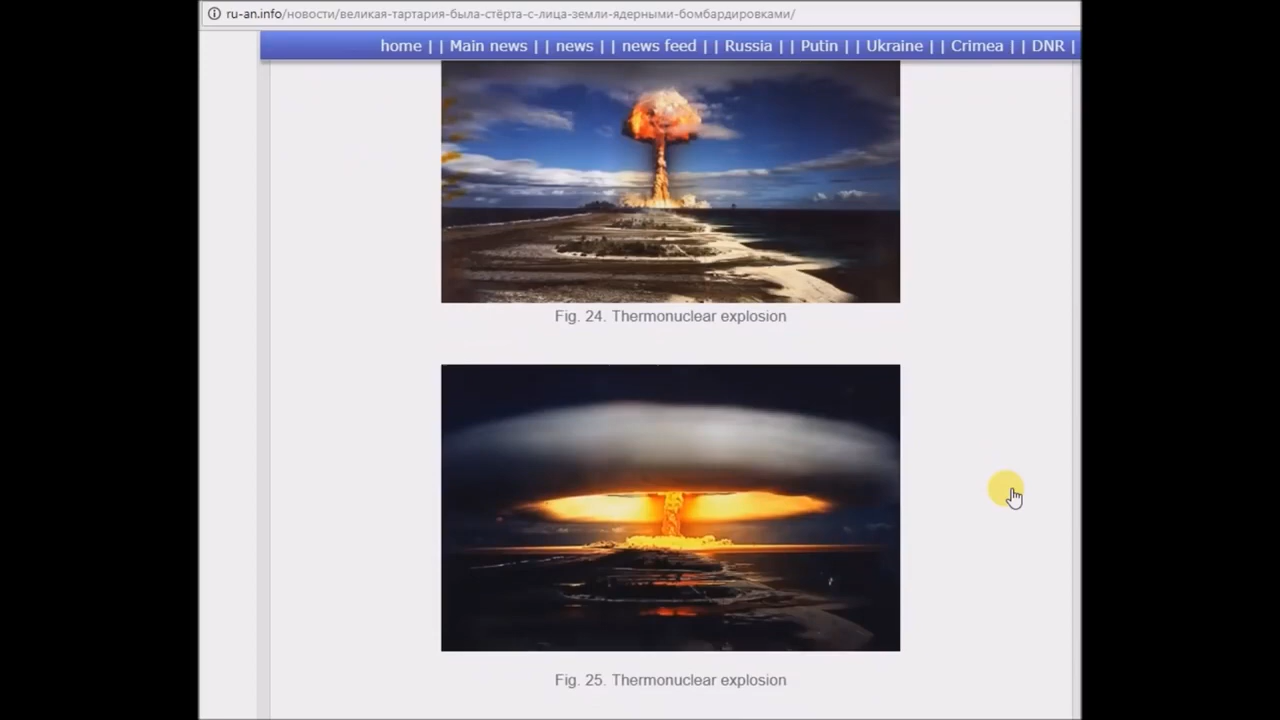 ru-an.info/новости/великая-тартария-была-стёрта-с-лица-земли-ядерными-бомбардировками/
home | | Main news | | news | | news feed | | Russia | | Putin | | Ukraine | | Crimea | | DNR |
Fig. 24. Thermonuclear explosion
Fig. 25. Thermonuclear explosion